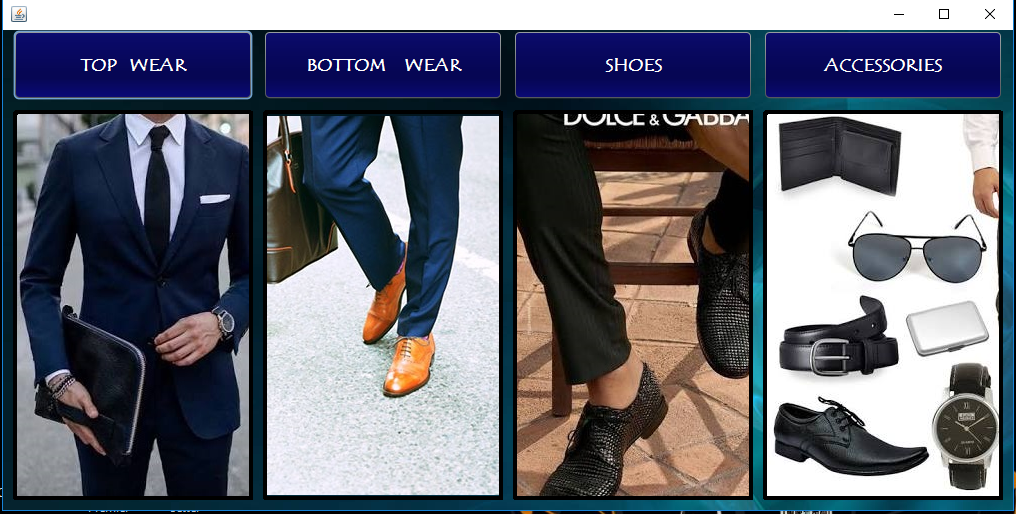 TOP WEAR
BOTTOM WEAR
SHOES
ACCESSORIES
DOLCE & GABBA